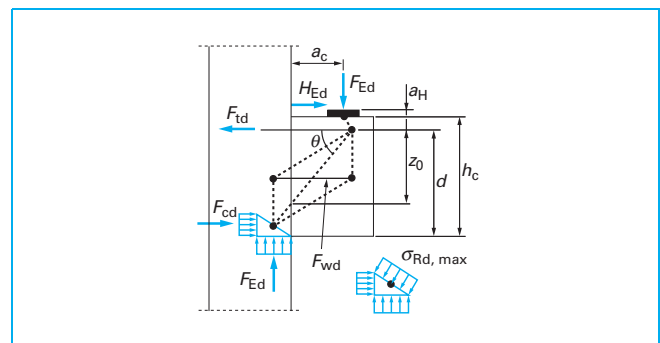 a_c
H_Ed
F_Ed
a_H
F_td
θ
z_0
d
h_c
F_cd
F_wd
F_Ed
σ_Rd, max